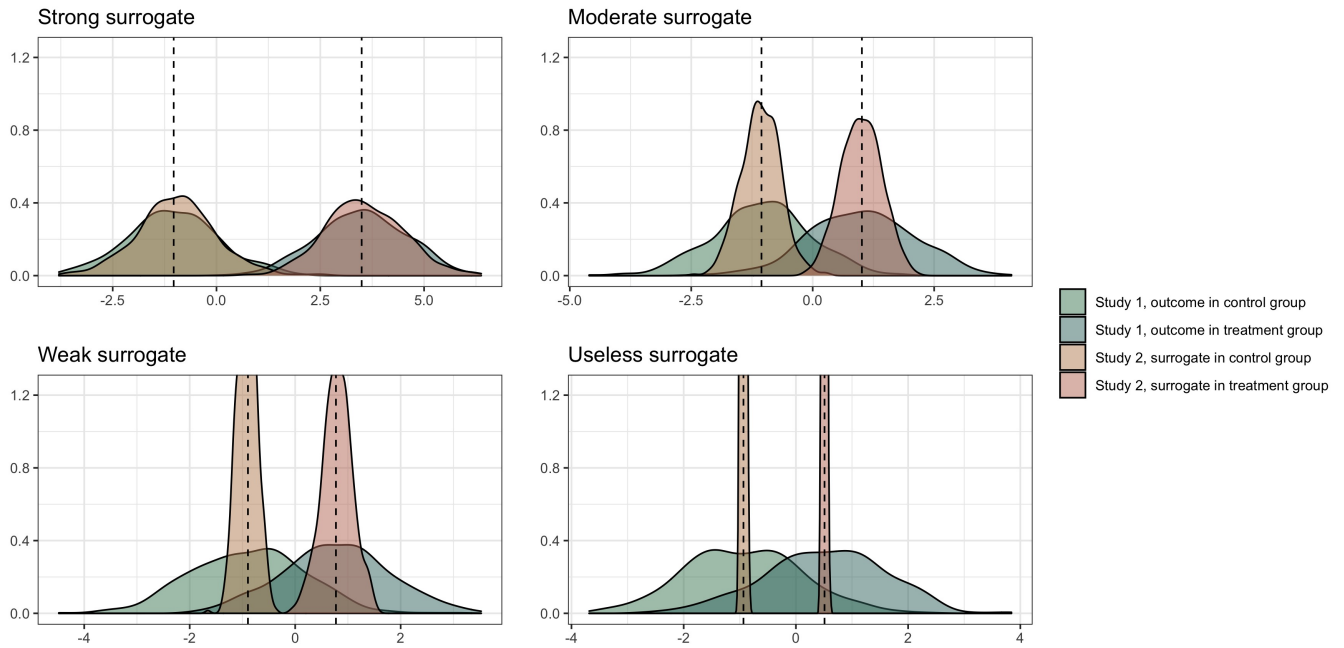 Strong surrogate
1.2
0.8
0.4
0.0
-2.5 0.0 2.5 5.0
Moderate surrogate
1.2
0.8
0.4
0.0
-5.0 -2.5 0.0 2.5
Weak surrogate
1.2
0.8
0.4
0.0
-4 -2 0 2
Useless surrogate
1.2
0.8
0.4
0.0
-4 -2 0 2 4
Study 1, outcome in control group
Study 1, outcome in treatment group
Study 2, surrogate in control group
Study 2, surrogate in treatment group